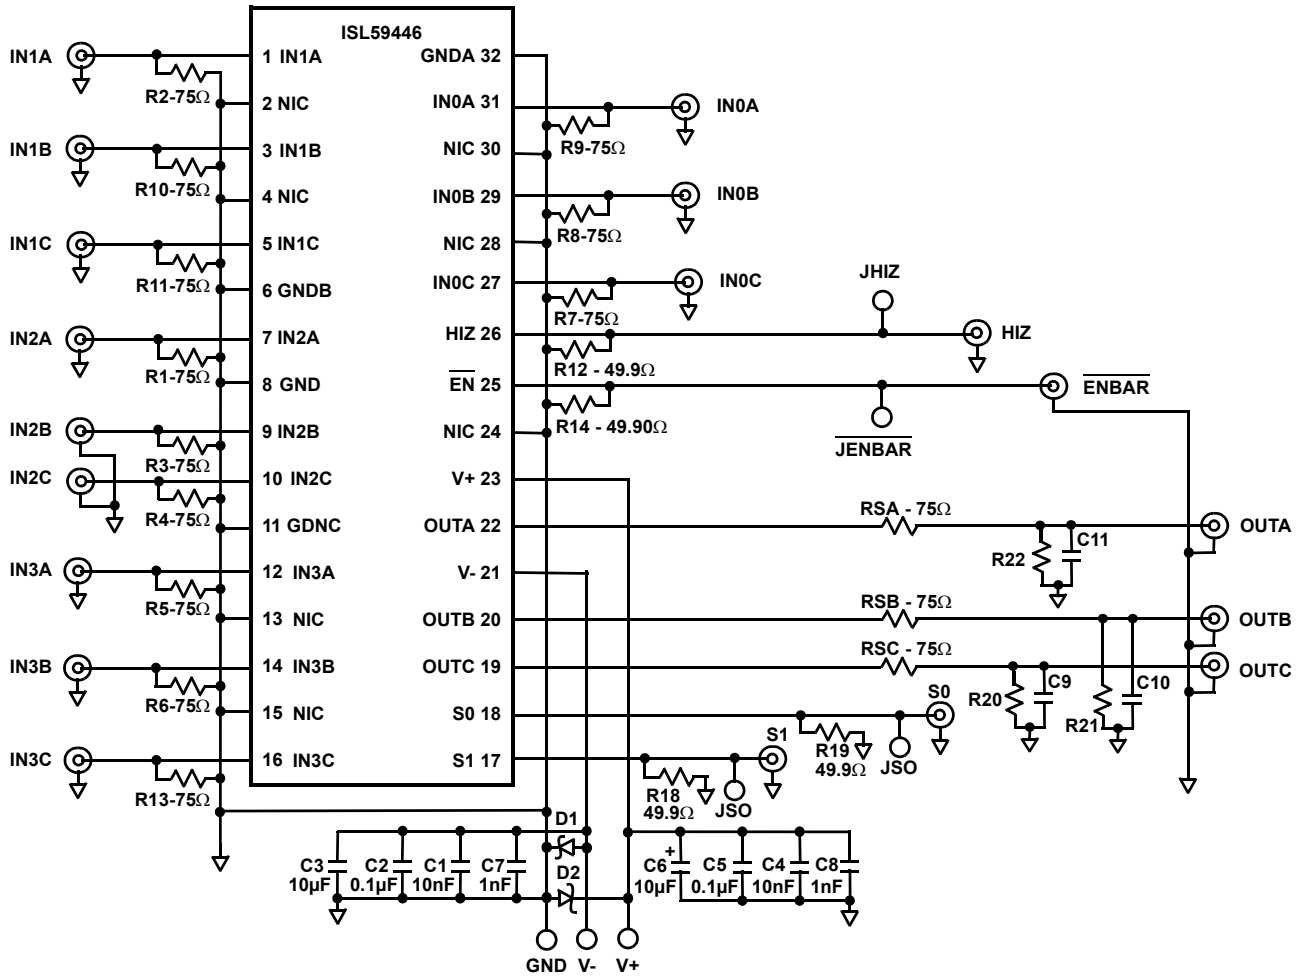 ISL59446
IN1A
1 IN1A
GNDA 32
R2-75Ω
2 NIC
IN0A 31
IN0A
IN1B
3 IN1B
NIC 30
R9-75Ω
R10-75Ω
4 NIC
IN0B 29
IN0B
IN1C
5 IN1C
NIC 28
R8-75Ω
R11-75Ω
6 GNDB
IN0C 27
IN0C
JHIZ
R7-75Ω
IN2A
7 IN2A
HIZ 26
HIZ
R1-75Ω
R12 - 49.9Ω
8 GND
EN 25
ENBAR
IN2B
9 IN2B
NIC 24
R14 - 49.90Ω
JENBAR
R3-75Ω
IN2C
10 IN2C
V+ 23
R4-75Ω
11 GDNC
OUTA 22
RSA - 75Ω
OUTA
R22
C11
IN3A
12 IN3A
V- 21
R5-75Ω
13 NIC
OUTB 20
RSB - 75Ω
OUTB
RSC - 75Ω
IN3B
14 IN3B
OUTC 19
OUTC
R20
C9
R21
C10
R6-75Ω
15 NIC
S0 18
S0
R19
49.9Ω
JSO
IN3C
16 IN3C
S1 17
S1
R13-75Ω
R18
49.9Ω
JSO
D1
C3
10µF
C2
0.1µF
C1
10nF
C7
1nF
D2
+
C6
10µF
C5
0.1µF
C4
10nF
C8
1nF
GND V- V+